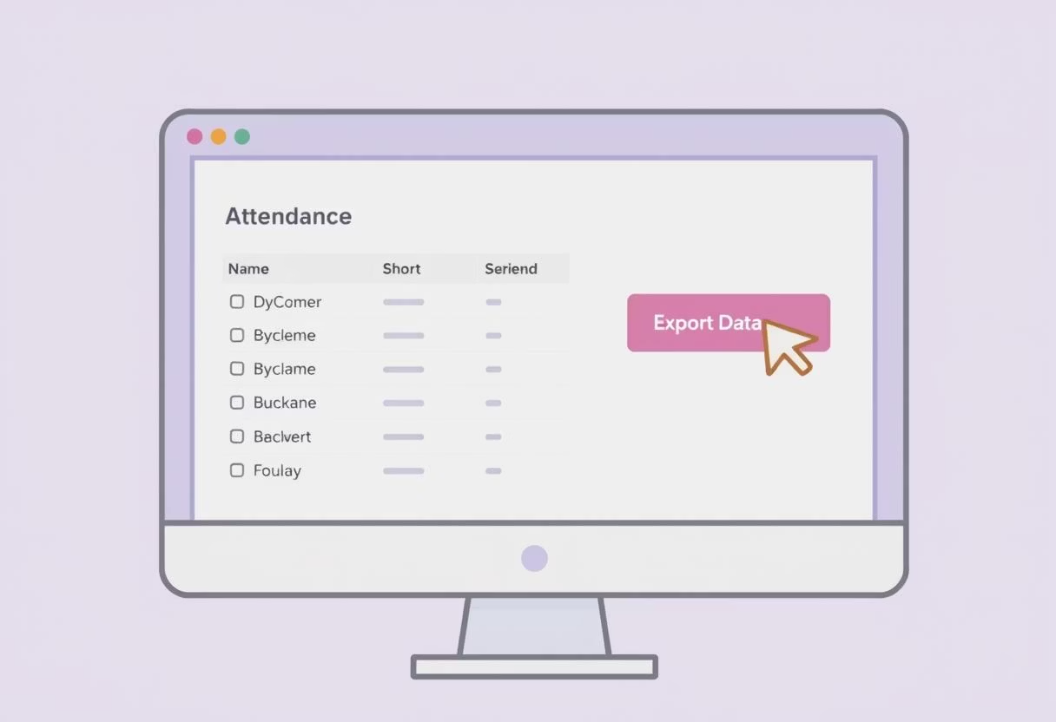 Attendance
Name Short Seriend
DyComer
Bycleme
Export Data
Byclame
Buckane
Baclvert
Foulay